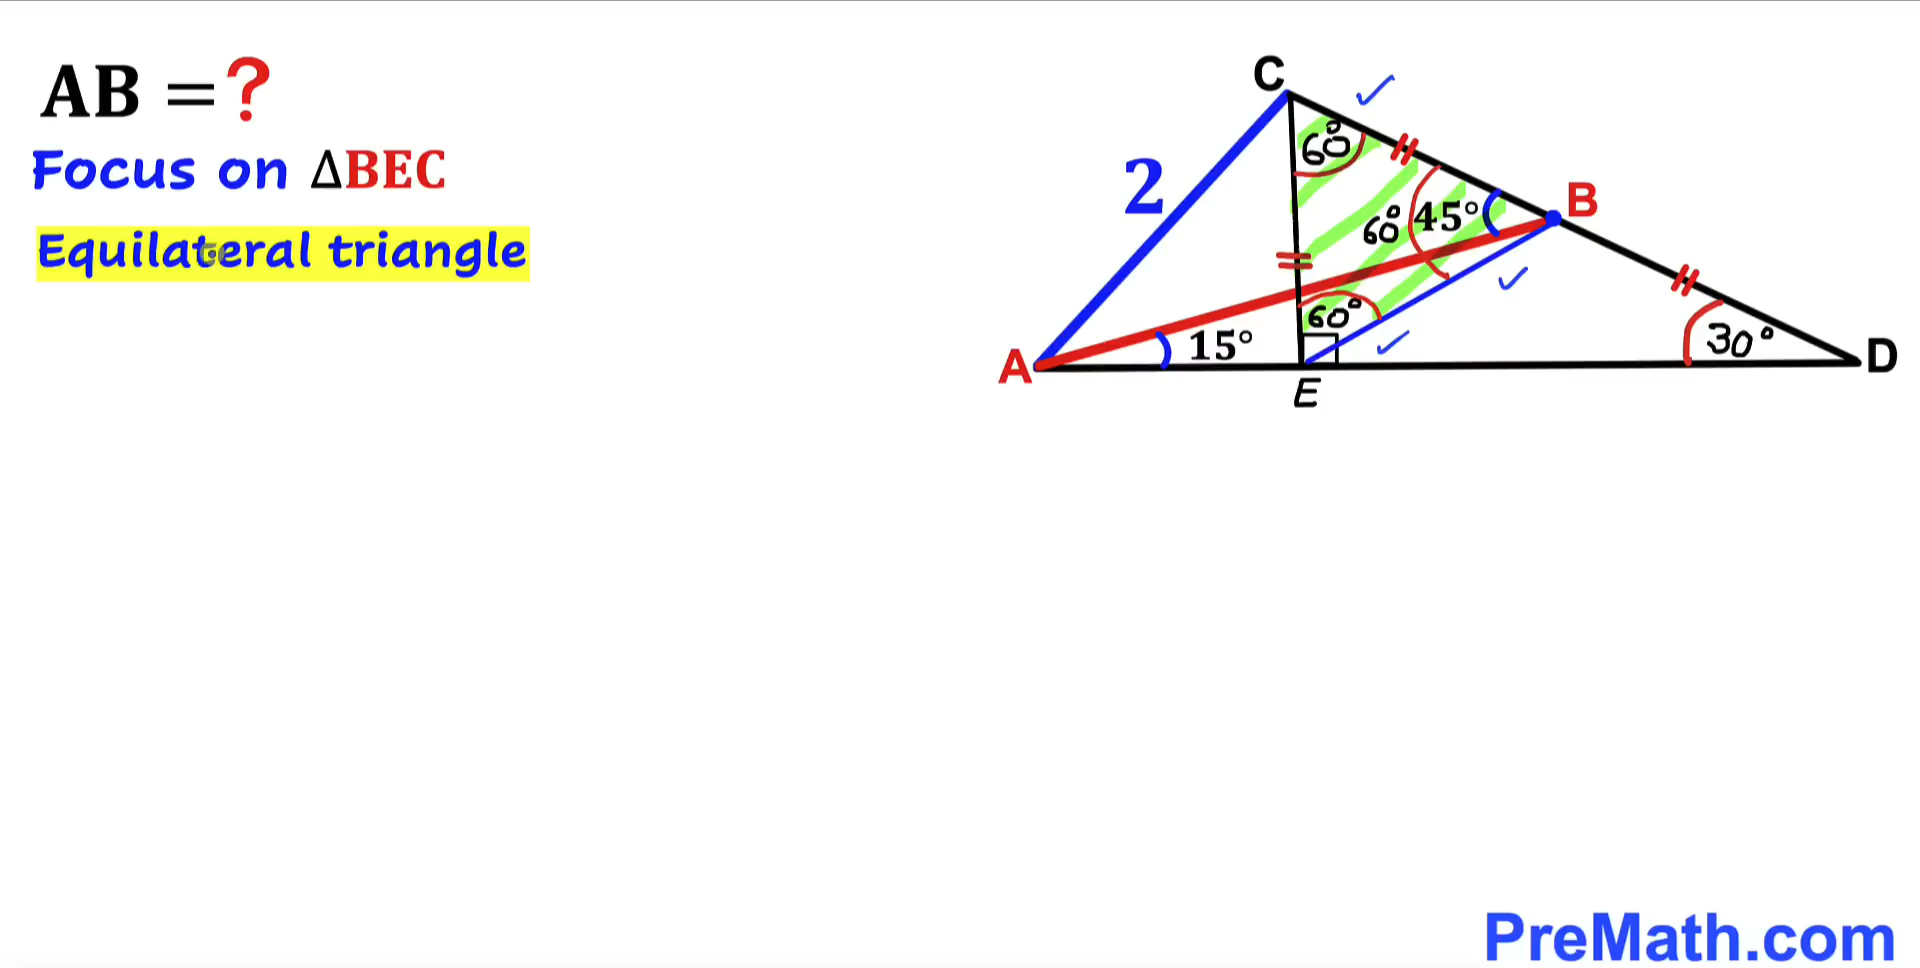 AB =?
Focus on ΔBEC
Equilateral triangle
C
60°
2
B
60°
45°
60°
15°
30°
A
D
E
PreMath.com